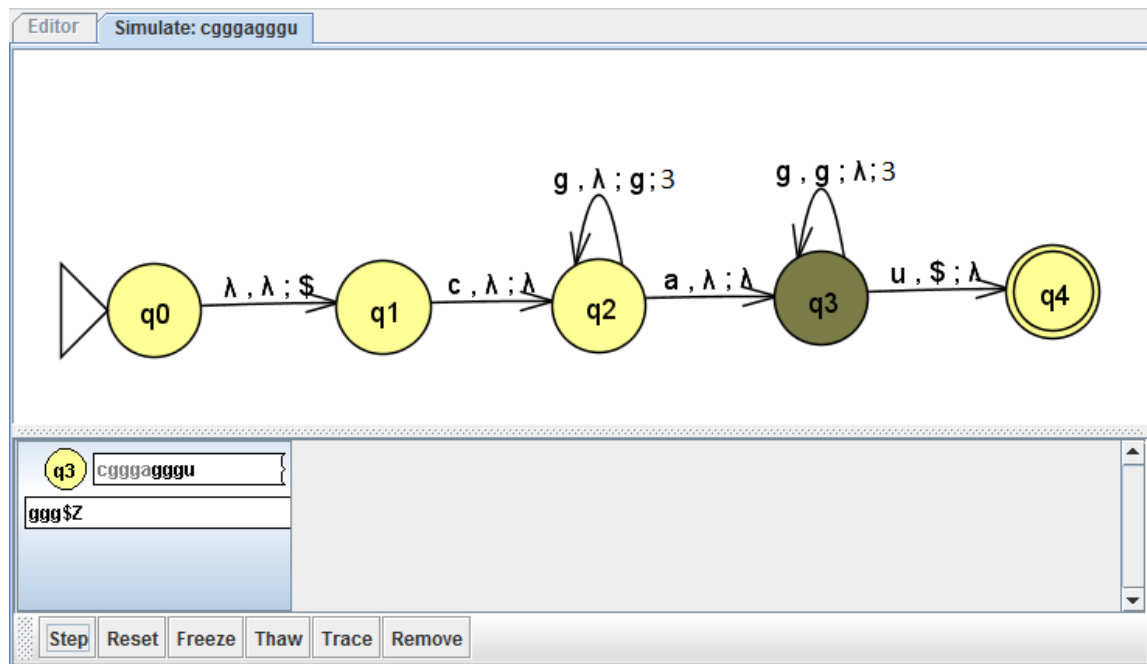 Editor Simulate: cgggagggu
g , λ ; g ; 3 g , g ; λ ; 3
λ , λ ; $ c , λ ; λ a , λ ; λ u , $ ; λ
q0 q1 q2 q3 q4
q3 cgggagggu
ggg$Z
Step Reset Freeze Thaw Trace Remove